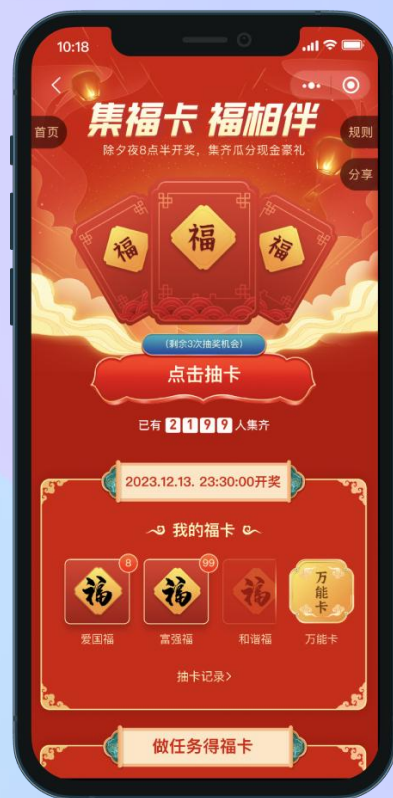 10:18
集福卡 福相伴
首页
规则
除夕夜8点半开奖，集齐瓜分现金豪礼
分享
福
福
福
(剩余3次抽奖机会)
点击抽卡
已有2199人集齐
2023.12.13. 23:30:00开奖
我的福卡
8
99
福
福
福
万能卡
爱国福
富强福
和谐福
万能卡
抽卡记录>
做任务得福卡